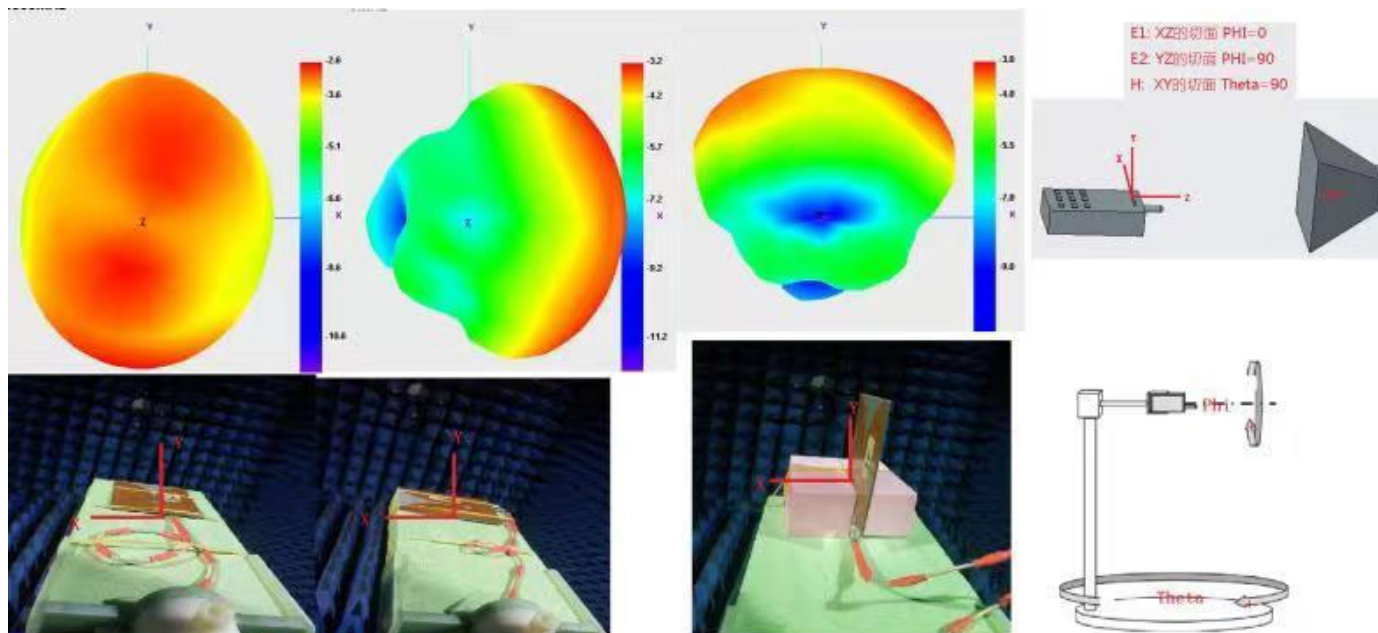 Y
-2.6
-3.6
-5.1
-6.6
-8.6
-10.6
Z
X
Y
-3.2
-4.2
-5.7
-7.2
-9.2
-11.2
Z
X
Y
-4.0
-5.5
-7.0
-9.0
X
E1: XZ的切面 PHI=0
E2: YZ的切面 PHI=90
H: XY的切面 Theta=90
Y
X
Z
Y
X
Y
X
Y
X
Phi
Theta